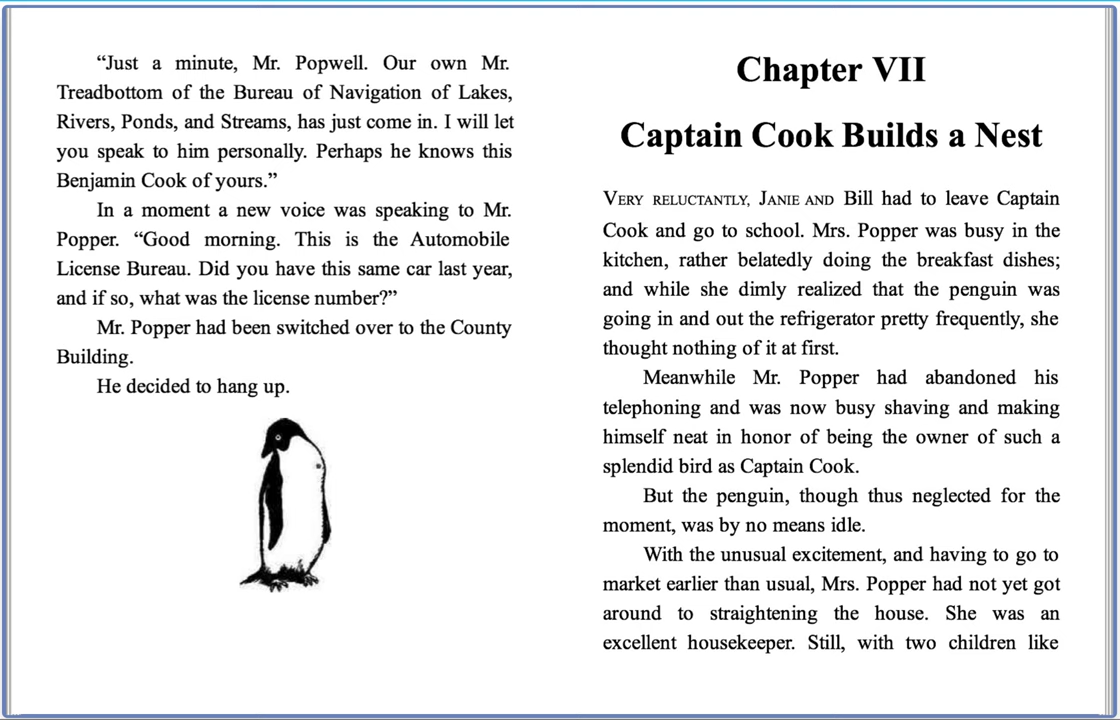 “Just a minute, Mr. Popwell. Our own Mr.
Treadbottom of the Bureau of Navigation of Lakes,
Rivers, Ponds, and Streams, has just come in. I will let
you speak to him personally. Perhaps he knows this
Benjamin Cook of yours.”
In a moment a new voice was speaking to Mr.
Popper. “Good morning. This is the Automobile
License Bureau. Did you have this same car last year,
and if so, what was the license number?”
Mr. Popper had been switched over to the County
Building.
He decided to hang up.
Chapter VII
Captain Cook Builds a Nest
VERY RELUCTANTLY, JANIE AND Bill had to leave Captain
Cook and go to school. Mrs. Popper was busy in the
kitchen, rather belatedly doing the breakfast dishes;
and while she dimly realized that the penguin was
going in and out the refrigerator pretty frequently, she
thought nothing of it at first.
Meanwhile Mr. Popper had abandoned his
telephoning and was now busy shaving and making
himself neat in honor of being the owner of such a
splendid bird as Captain Cook.
But the penguin, though thus neglected for the
moment, was by no means idle.
With the unusual excitement, and having to go to
market earlier than usual, Mrs. Popper had not yet got
around to straightening the house. She was an
excellent housekeeper. Still, with two children like